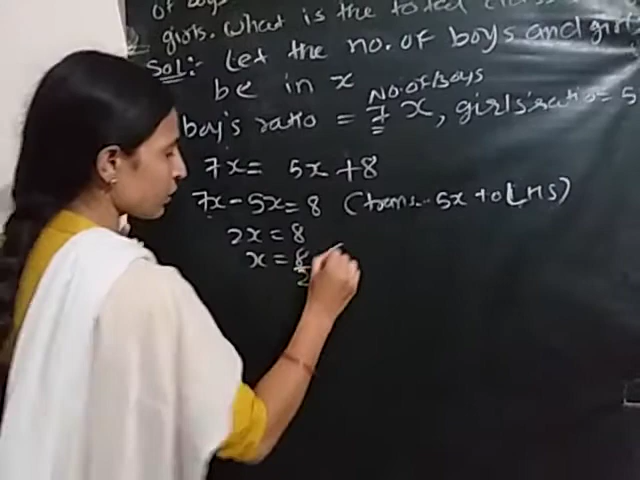 of boys
girls. What is the total class
Sol:- Let the no. of boys and girls
be in x
No. of Boys
boy's ratio = 7 x, girls' ratio = 5
7x = 5x + 8
7x - 5x = 8 (trans... 5x to LHS)
2x = 8
x = 8/2